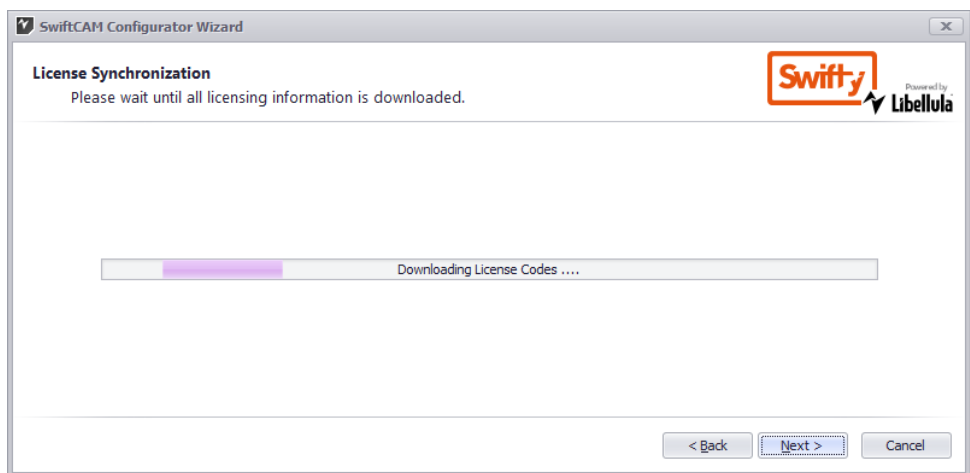 SwiftCAM Configurator Wizard
License Synchronization
Please wait until all licensing information is downloaded.
Swifty
Powered by
Libellula
Downloading License Codes ....
< Back
Next >
Cancel